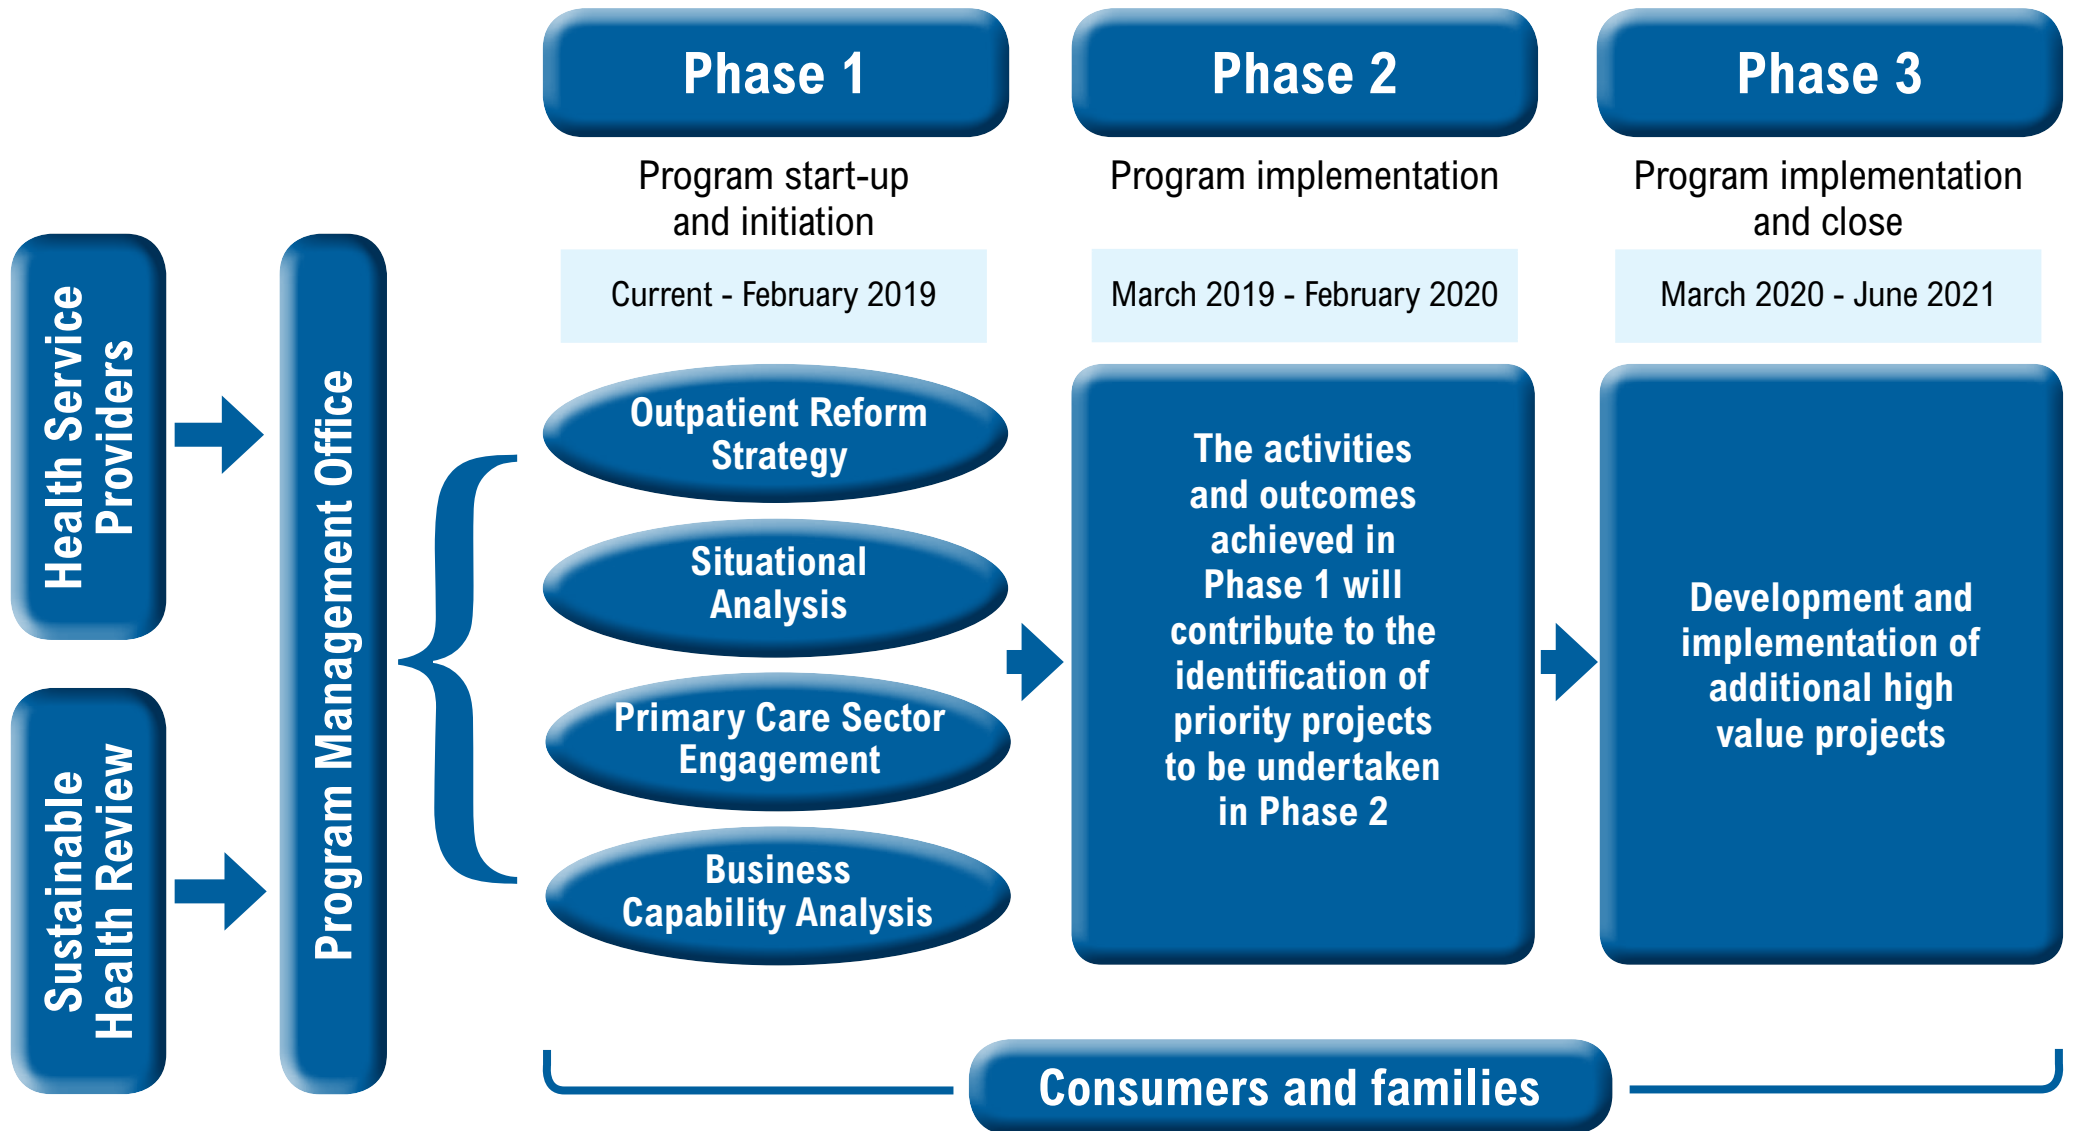 Phase 1
Phase 2
Phase 3
Program start-up
and initiation
Program implementation
Program implementation
and close
Current - February 2019
March 2019 - February 2020
March 2020 - June 2021
Health Service
Providers
Sustainable
Health Review
Program Management Office
Outpatient Reform
Strategy
Situational
Analysis
Primary Care Sector
Engagement
Business
Capability Analysis
The activities
and outcomes
achieved in
Phase 1 will
contribute to the
identification of
priority projects
to be undertaken
in Phase 2
Development and
implementation of
additional high
value projects
Consumers and families